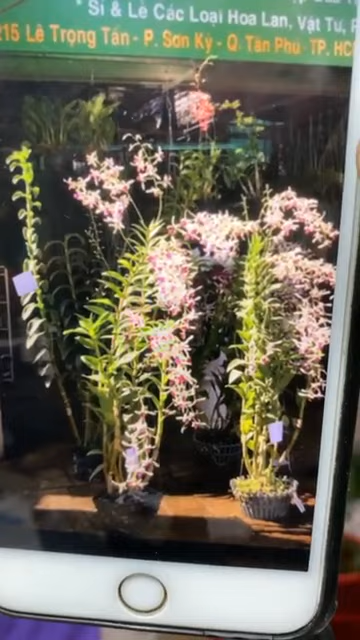 * Sỉ & Lẻ Các Loại Hoa Lan, Vật Tư,
215 Lê Trọng Tấn - P. Sơn Kỳ - Q. Tân Phú - TP. HC